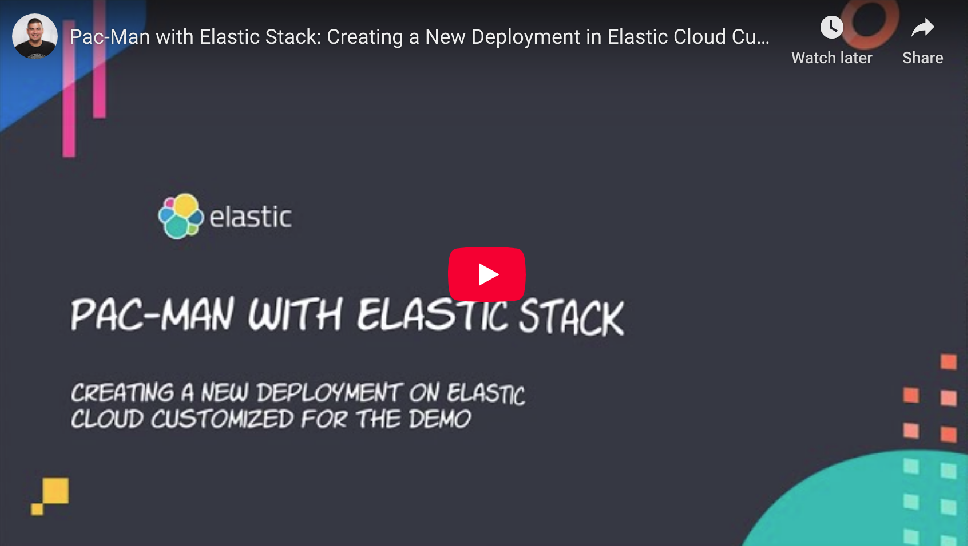 Pac-Man with Elastic Stack: Creating a New Deployment in Elastic Cloud Cu...
Watch later
Share
elastic
PAC-MAN WITH ELASTIC STACK
CREATING A NEW DEPLOYMENT ON ELASTIC
CLOUD CUSTOMIZED FOR THE DEMO